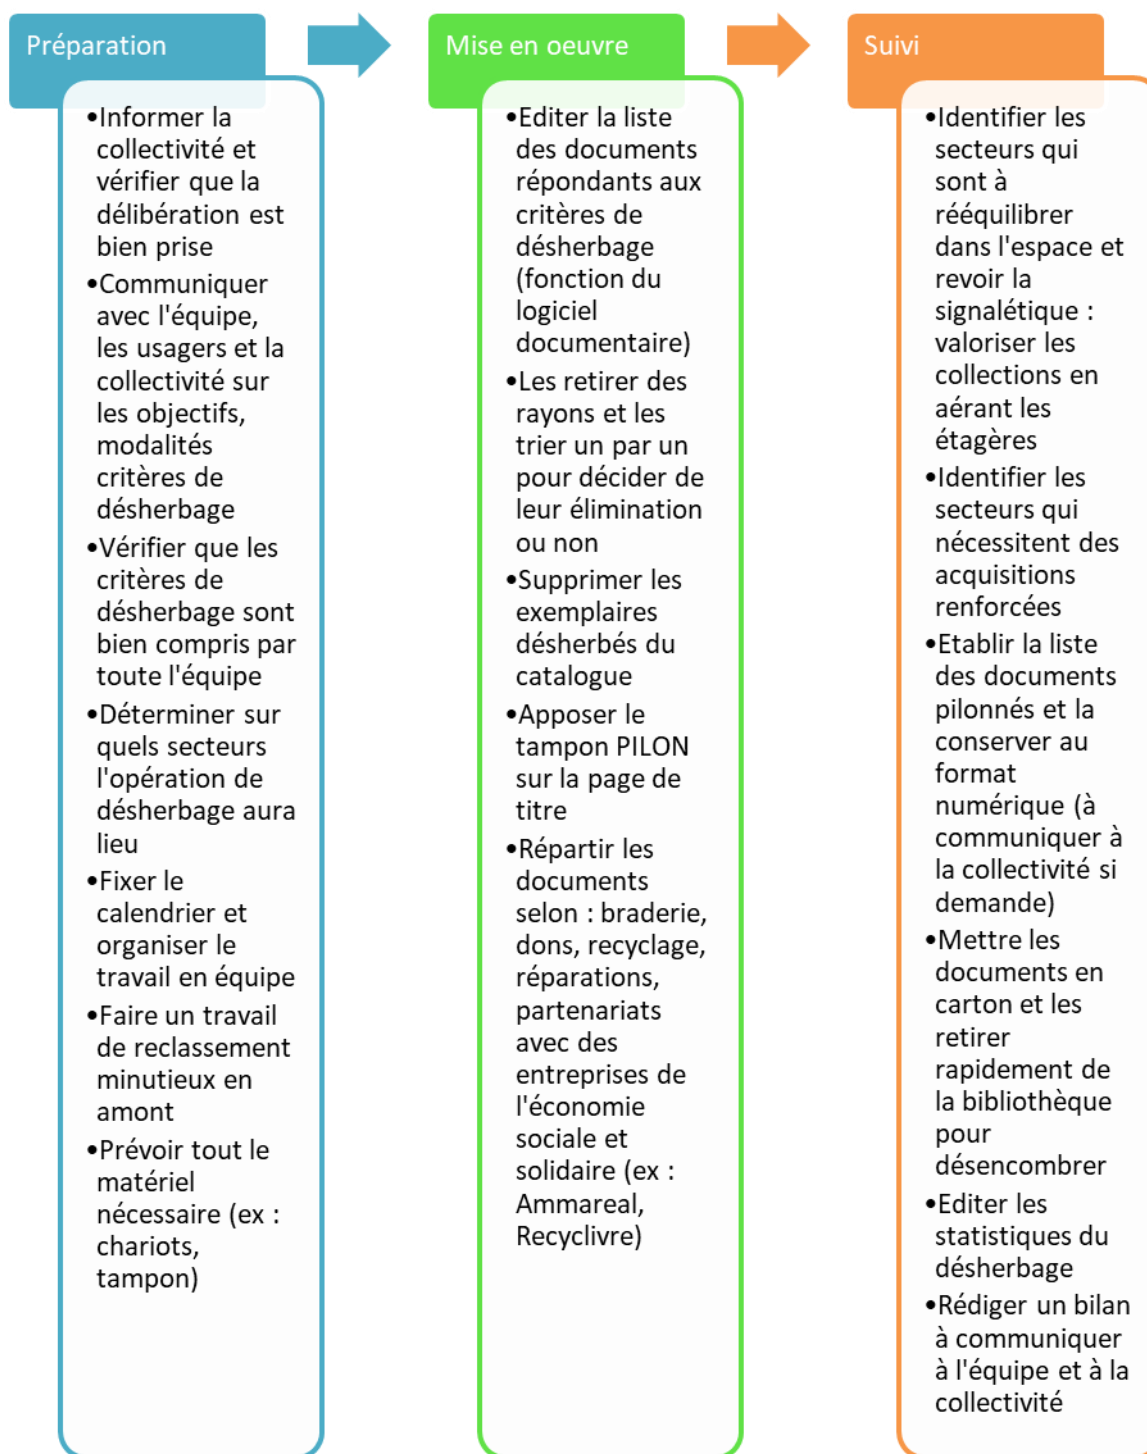 Préparation
•Informer la
collectivité et
vérifier que la
délibération est
bien prise
•Communiquer
avec l'équipe,
les usagers et la
collectivité sur
les objectifs,
modalités
critères de
désherbage
•Vérifier que les
critères de
désherbage sont
bien compris par
toute l'équipe
•Déterminer sur
quels secteurs
l'opération de
désherbage aura
lieu
•Fixer le
calendrier et
organiser le
travail en équipe
•Faire un travail
de reclassement
minutieux en
amont
•Prévoir tout le
matériel
nécessaire (ex :
chariots,
tampon)
Mise en oeuvre
•Editer la liste
des documents
répondants aux
critères de
désherbage
(fonction du
logiciel
documentaire)
•Les retirer des
rayons et les
trier un par un
pour décider de
leur élimination
ou non
•Supprimer les
exemplaires
désherbés du
catalogue
•Apposer le
tampon PILON
sur la page de
titre
•Répartir les
documents
selon : braderie,
dons, recyclage,
réparations,
partenariats
avec des
entreprises de
l'économie
sociale et
solidaire (ex :
Ammareal,
Recyclivre)
Suivi
•Identifier les
secteurs qui
sont à
rééquilibrer
dans l'espace et
revoir la
signalétique :
valoriser les
collections en
aérant les
étagères
•Identifier les
secteurs qui
nécessitent des
acquisitions
renforcées
•Etablir la liste
des documents
pilonnés et la
conserver au
format
numérique (à
communiquer à
la collectivité si
demande)
•Mettre les
documents en
carton et les
retirer
rapidement de
la bibliothèque
pour
désencombrer
•Editer les
statistiques du
désherbage
•Rédiger un bilan
à communiquer
à l'équipe et à la
collectivité